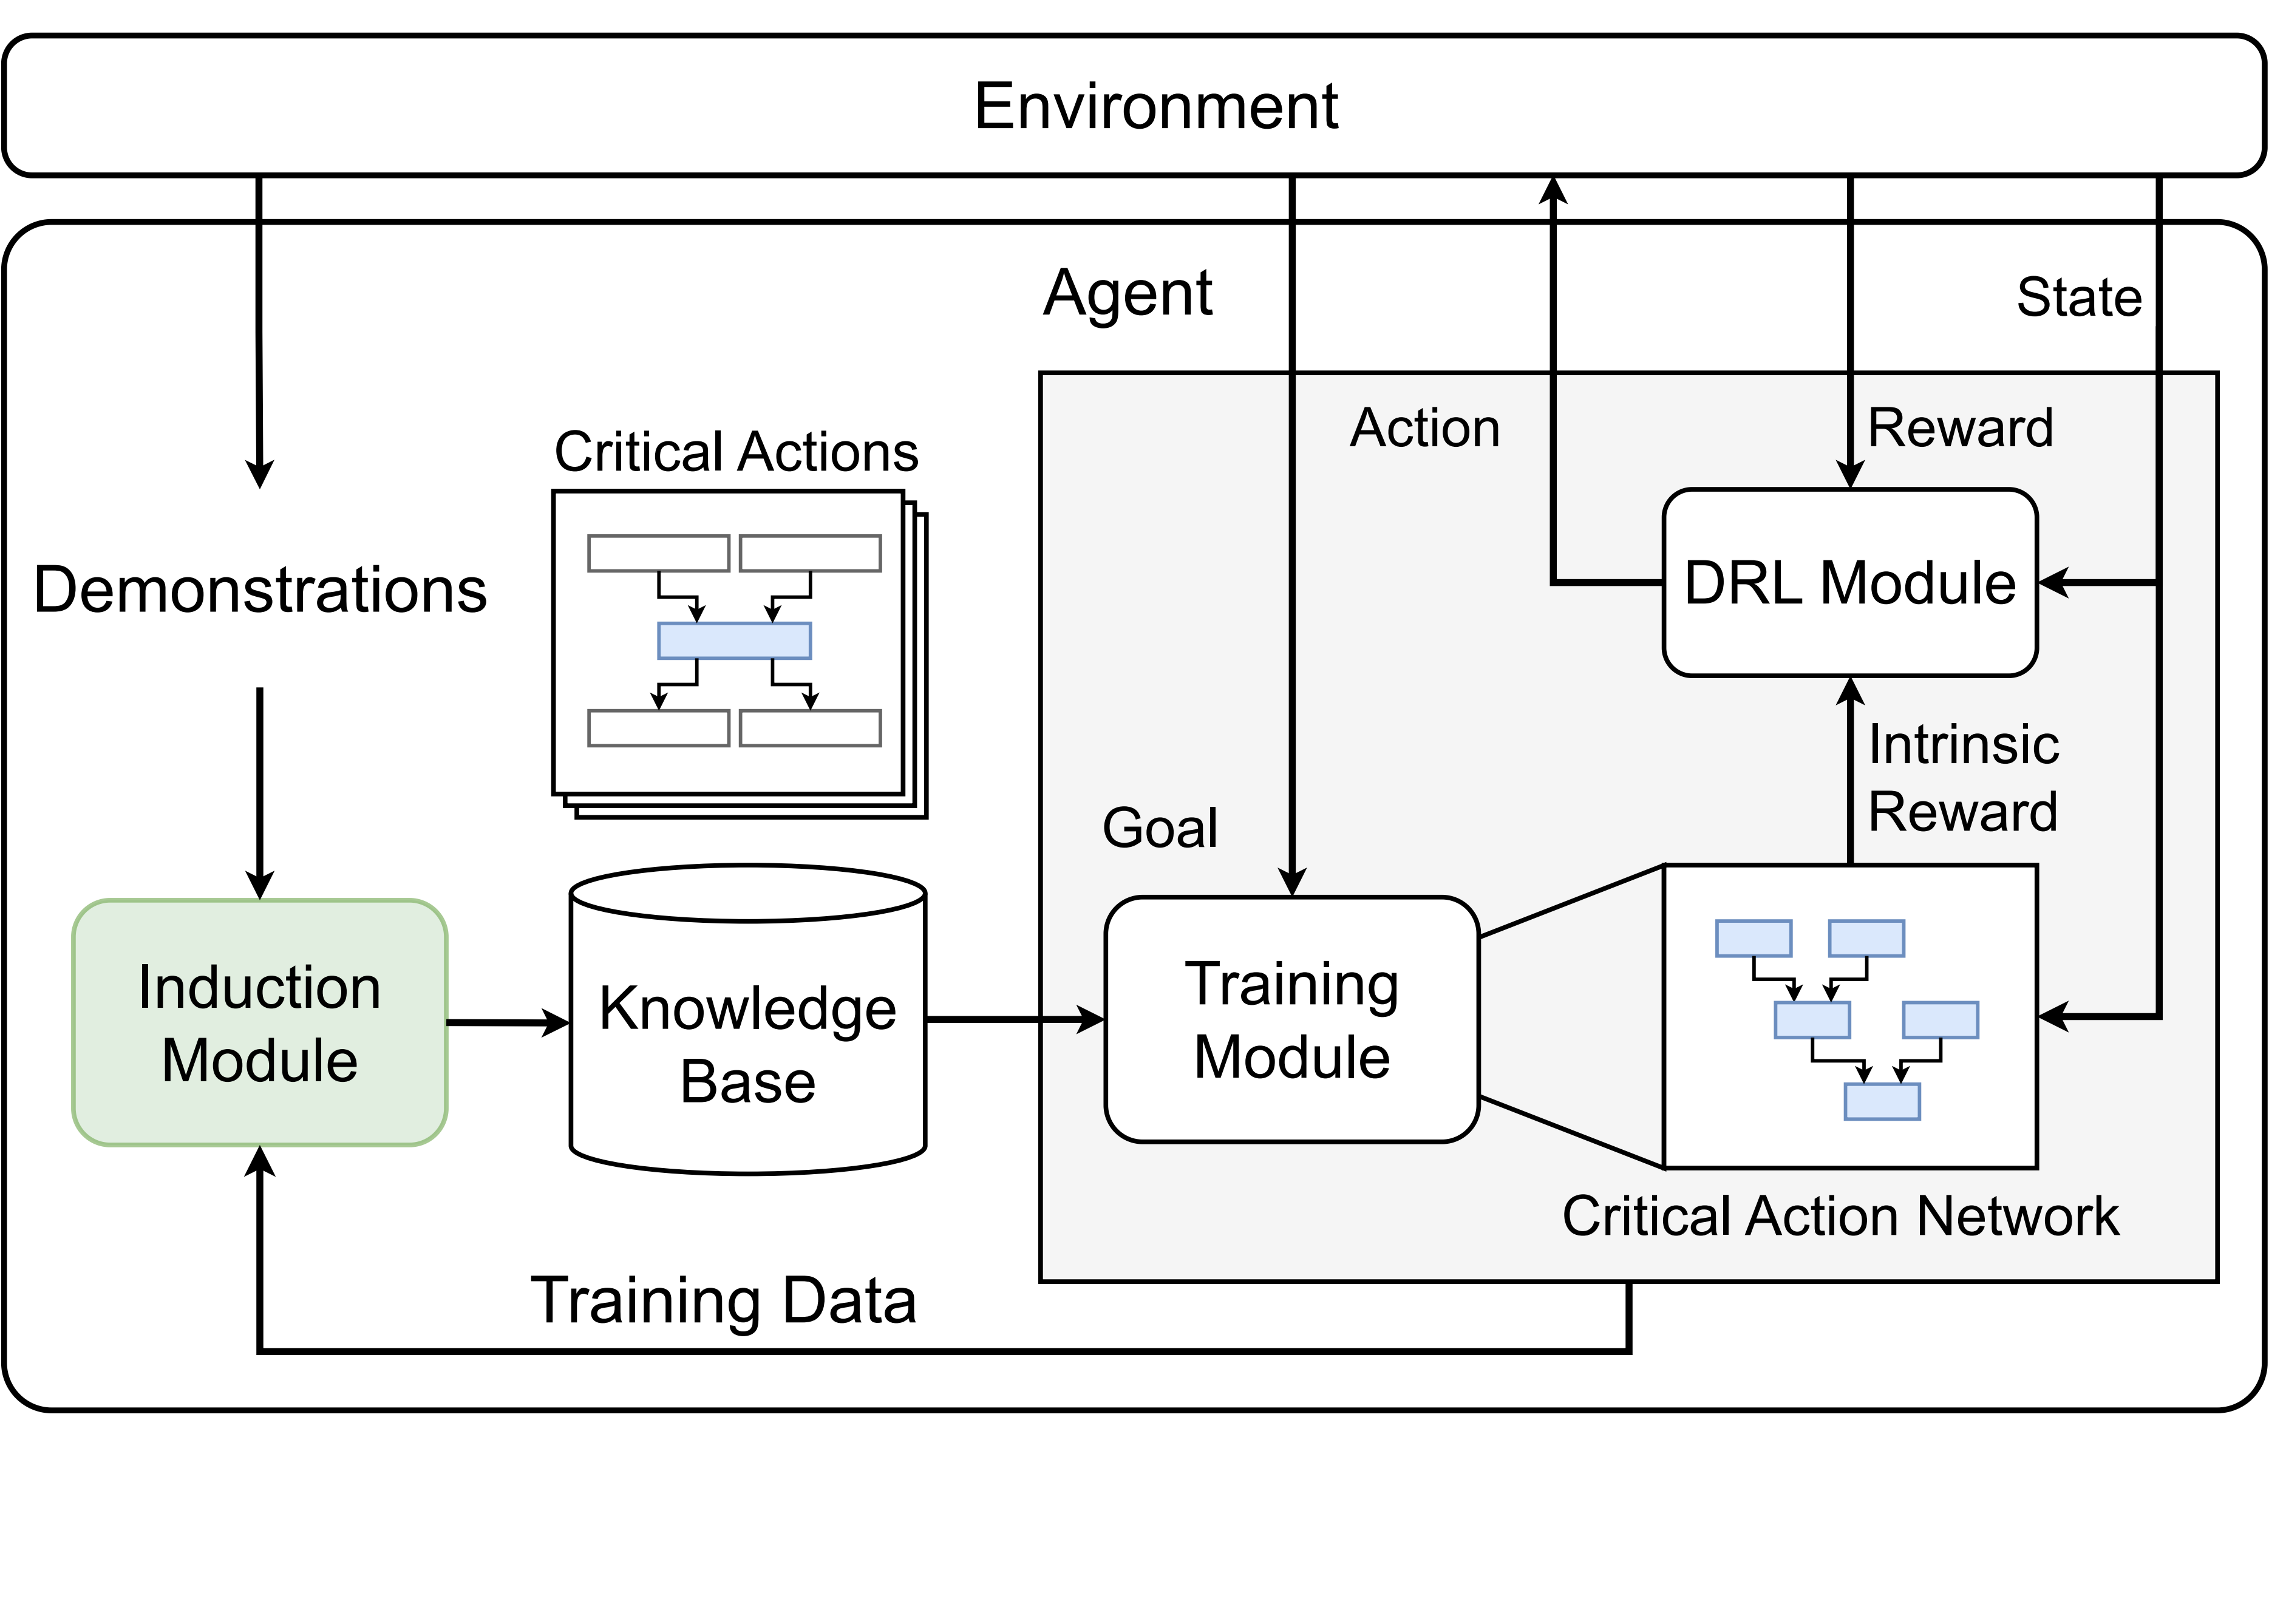 Environment
Agent
State
Action
Reward
Critical Actions
Demonstrations
DRL Module
Intrinsic
Reward
Goal
Induction
Module
Knowledge
Base
Training
Module
Critical Action Network
Training Data